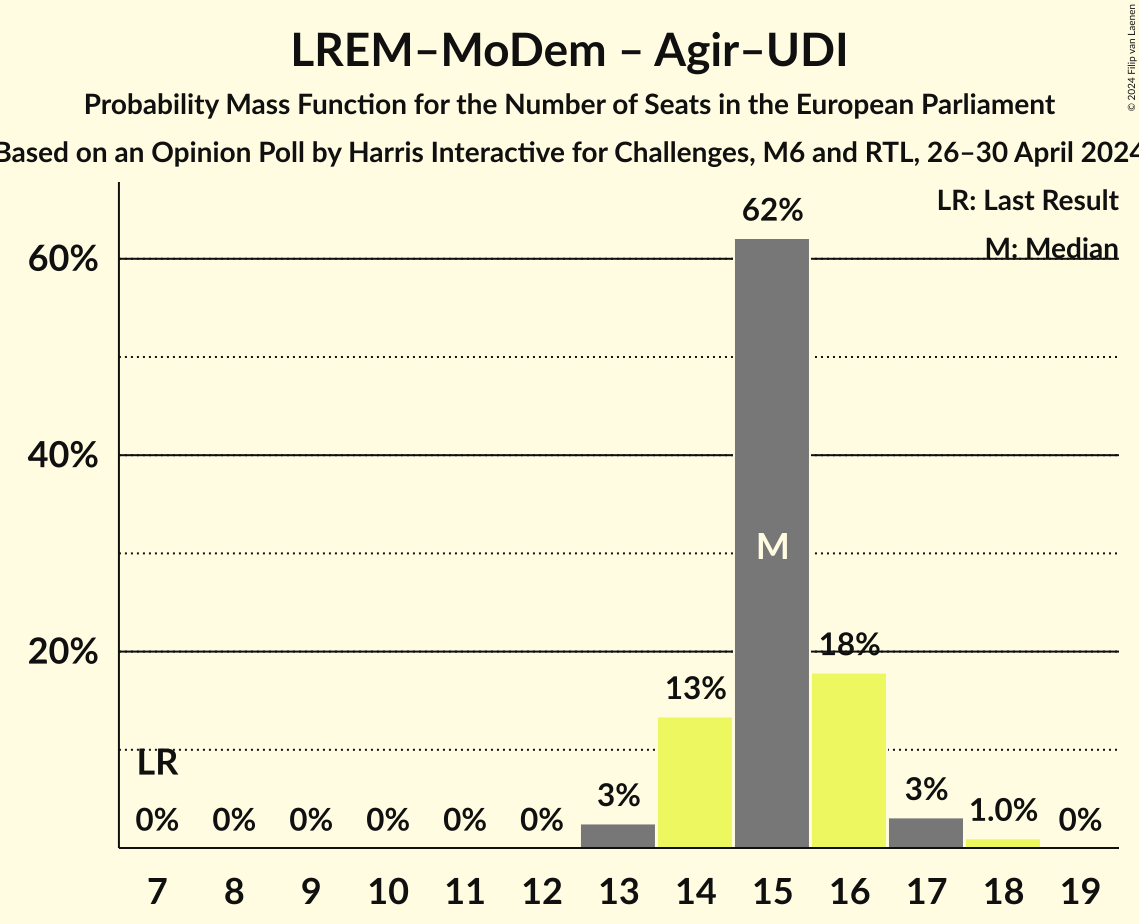 LREM–MoDem – Agir–UDI
Probability Mass Function for the Number of Seats in the European Parliament
Based on an Opinion Poll by Harris Interactive for Challenges, M6 and RTL, 26–30 April 2024
© 2024 Filip van Laenen
LR: Last Result
M: Median
60%
40%
20%
62%
M
18%
13%
LR
0% 0% 0% 0% 0% 0% 3% 3% 1.0% 0%
7 8 9 10 11 12 13 14 15 16 17 18 19